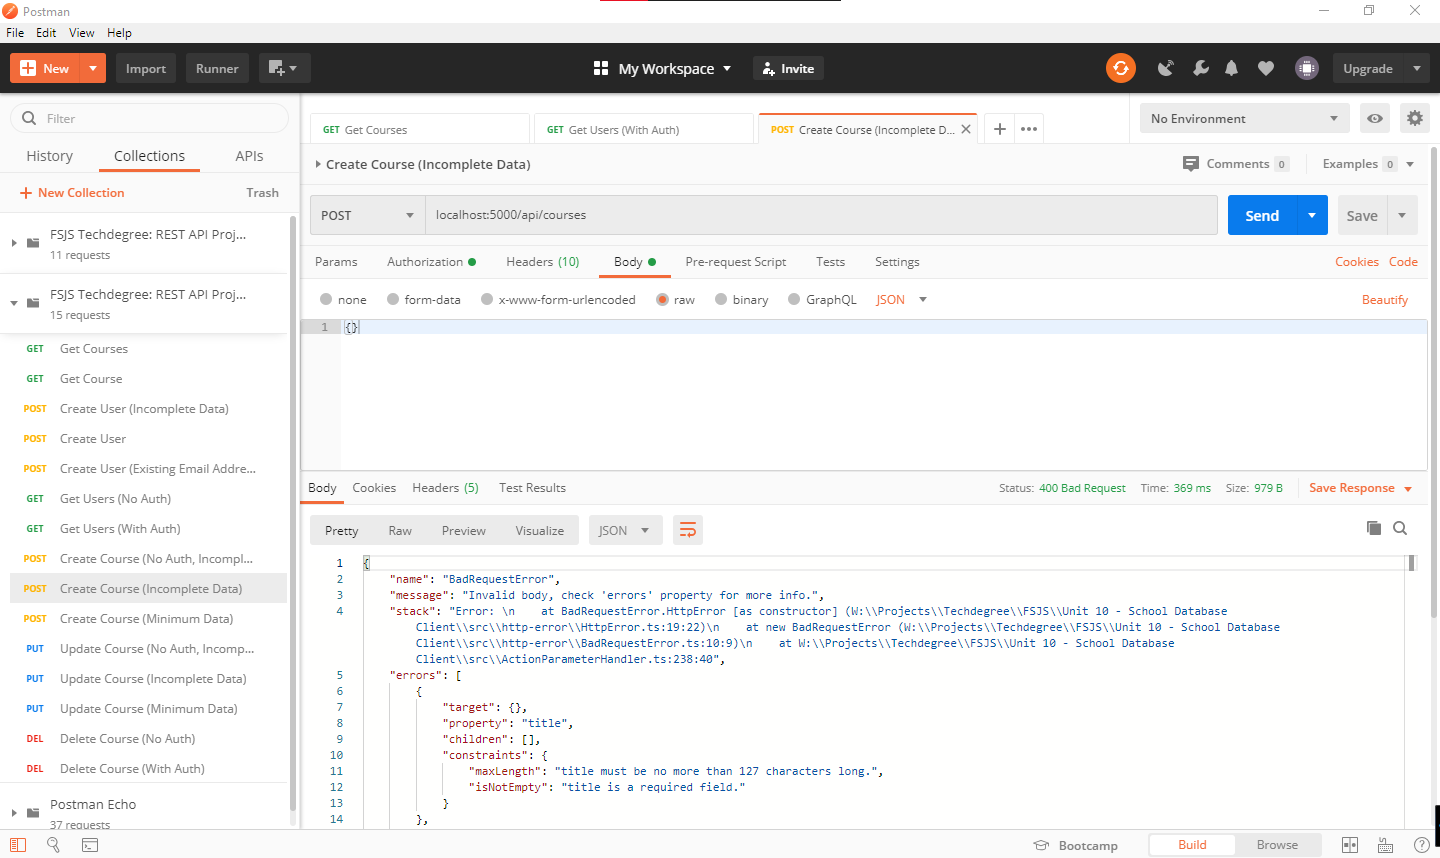 Postman
File Edit View Help
New Import Runner My Workspace Invite Upgrade
Filter
History Collections APIs
New Collection Trash
FSJS Techdegree: REST API Proj...
11 requests
FSJS Techdegree: REST API Proj...
15 requests
GET Get Courses
GET Get Course
POST Create User (Incomplete Data)
POST Create User
POST Create User (Existing Email Addre...
GET Get Users (No Auth)
GET Get Users (With Auth)
POST Create Course (No Auth, Incompl...
POST Create Course (Incomplete Data)
POST Create Course (Minimum Data)
PUT Update Course (No Auth, Incomp...
PUT Update Course (Incomplete Data)
PUT Update Course (Minimum Data)
DEL Delete Course (No Auth)
DEL Delete Course (With Auth)
Postman Echo
37 requests
GET Get Courses GET Get Users (With Auth) POST Create Course (Incomplete D... No Environment
Create Course (Incomplete Data) Comments 0 Examples 0
POST localhost:5000/api/courses Send Save
Params Authorization Headers (10) Body Pre-request Script Tests Settings Cookies Code
none form-data x-www-form-urlencoded raw binary GraphQL JSON Beautify
1 {}
Body Cookies Headers (5) Test Results Status: 400 Bad Request Time: 369 ms Size: 979 B Save Response
Pretty Raw Preview Visualize JSON
1 {
2 "name": "BadRequestError",
3 "message": "Invalid body, check 'errors' property for more info.",
4 "stack": "Error: \n    at BadRequestError.HttpError [as constructor] (W:\\Projects\\Techdegree\\FSJS\\Unit 10 - School Database
Client\\src\\http-error\\HttpError.ts:19:22)\n    at new BadRequestError (W:\\Projects\\Techdegree\\FSJS\\Unit 10 - School Database
Client\\src\\http-error\\BadRequestError.ts:10:9)\n    at W:\\Projects\\Techdegree\\FSJS\\Unit 10 - School Database
Client\\src\\ActionParameterHandler.ts:238:40",
5 "errors": [
6 {
7 "target": {},
8 "property": "title",
9 "children": [],
10 "constraints": {
11 "maxLength": "title must be no more than 127 characters long.",
12 "isNotEmpty": "title is a required field."
13 }
14 },
Bootcamp Build Browse